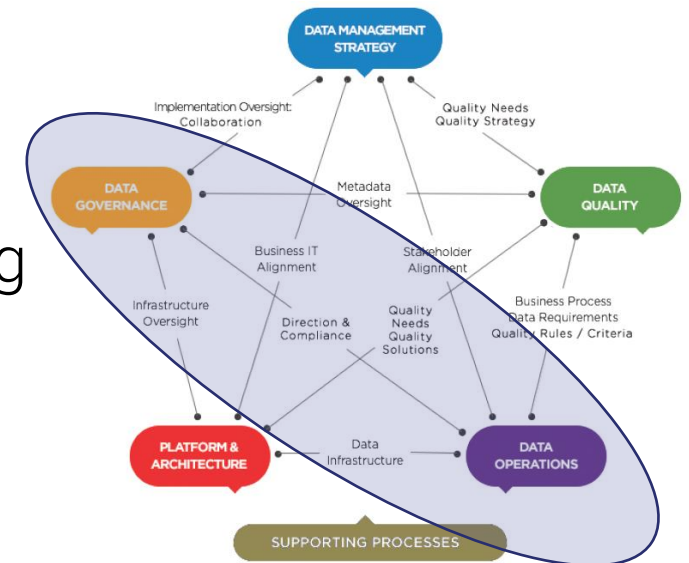 DATA MANAGEMENT
STRATEGY
Implementation Oversight:
Collaboration
Quality Needs
Quality Strategy
DATA
GOVERNANCE
Metadata
Oversight
DATA
QUALITY
g
Business IT
Alignment
Stakeholder
Alignment
Infrastructure
Oversight
Direction &
Compliance
Quality
Needs
Quality
Solutions
Business Process
Data Requirements
Quality Rules / Criteria
PLATFORM &
ARCHITECTURE
Data
Infrastructure
DATA
OPERATIONS
SUPPORTING PROCESSES